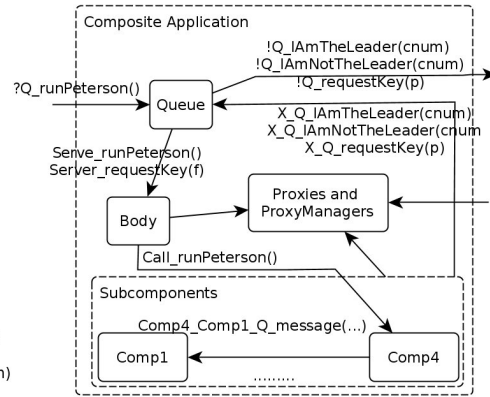 Composite Application
!Q_IAmTheLeader(cnum)
!Q_IAmNotTheLeader(cnum)
!Q_requestKey(p)
?Q_runPeterson()
Queue
X_Q_IAmTheLeader(cnum)
X_Q_IAmNotTheLeader(cnum
X_Q_requestKey(p)
Serve_runPeterson()
Server_requestKey(f)
Proxies and
ProxyManagers
Body
Call_runPeterson()
Subcomponents
Comp4_Comp1_Q_message(...)
Comp1
Comp4
n)
.........